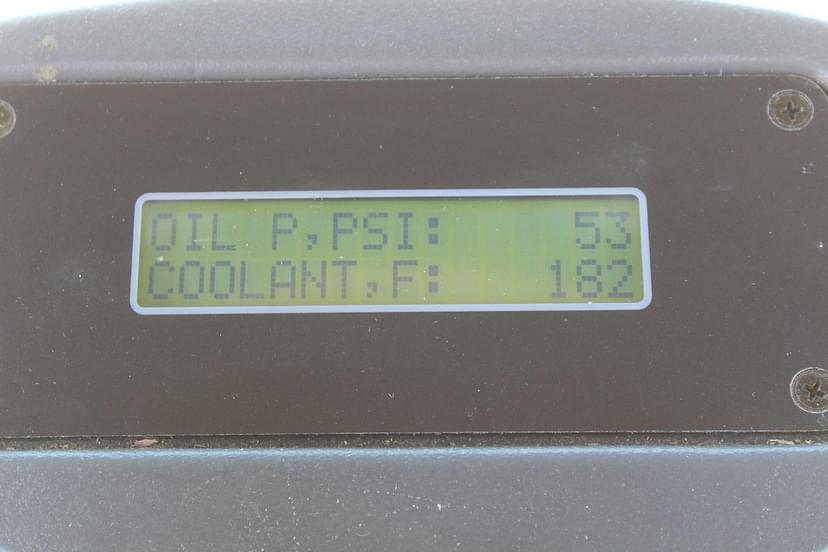 OIL P,PSI: 53
COOLANT,F: 182